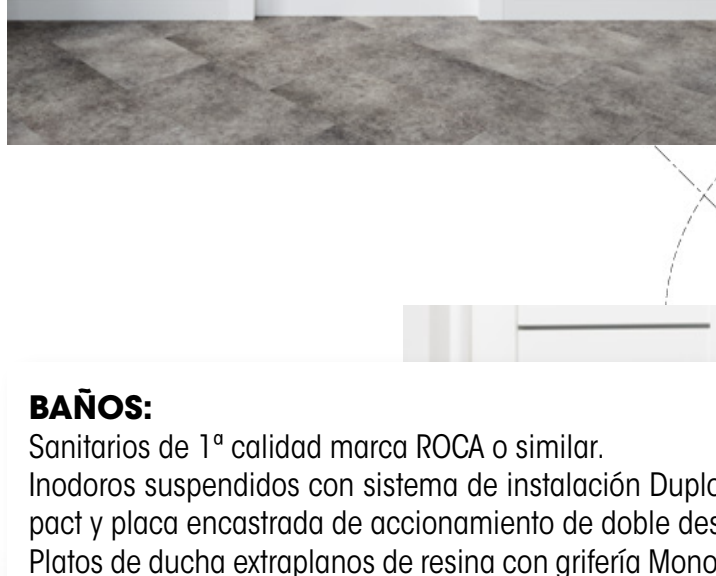 BAÑOS:
Sanitarios de 1ª calidad marca ROCA o similar.
Inodoros suspendidos con sistema de instalación
pact y placa encastrada de accionamiento de doble
Platos de ducha extraplanos de resina con grifería